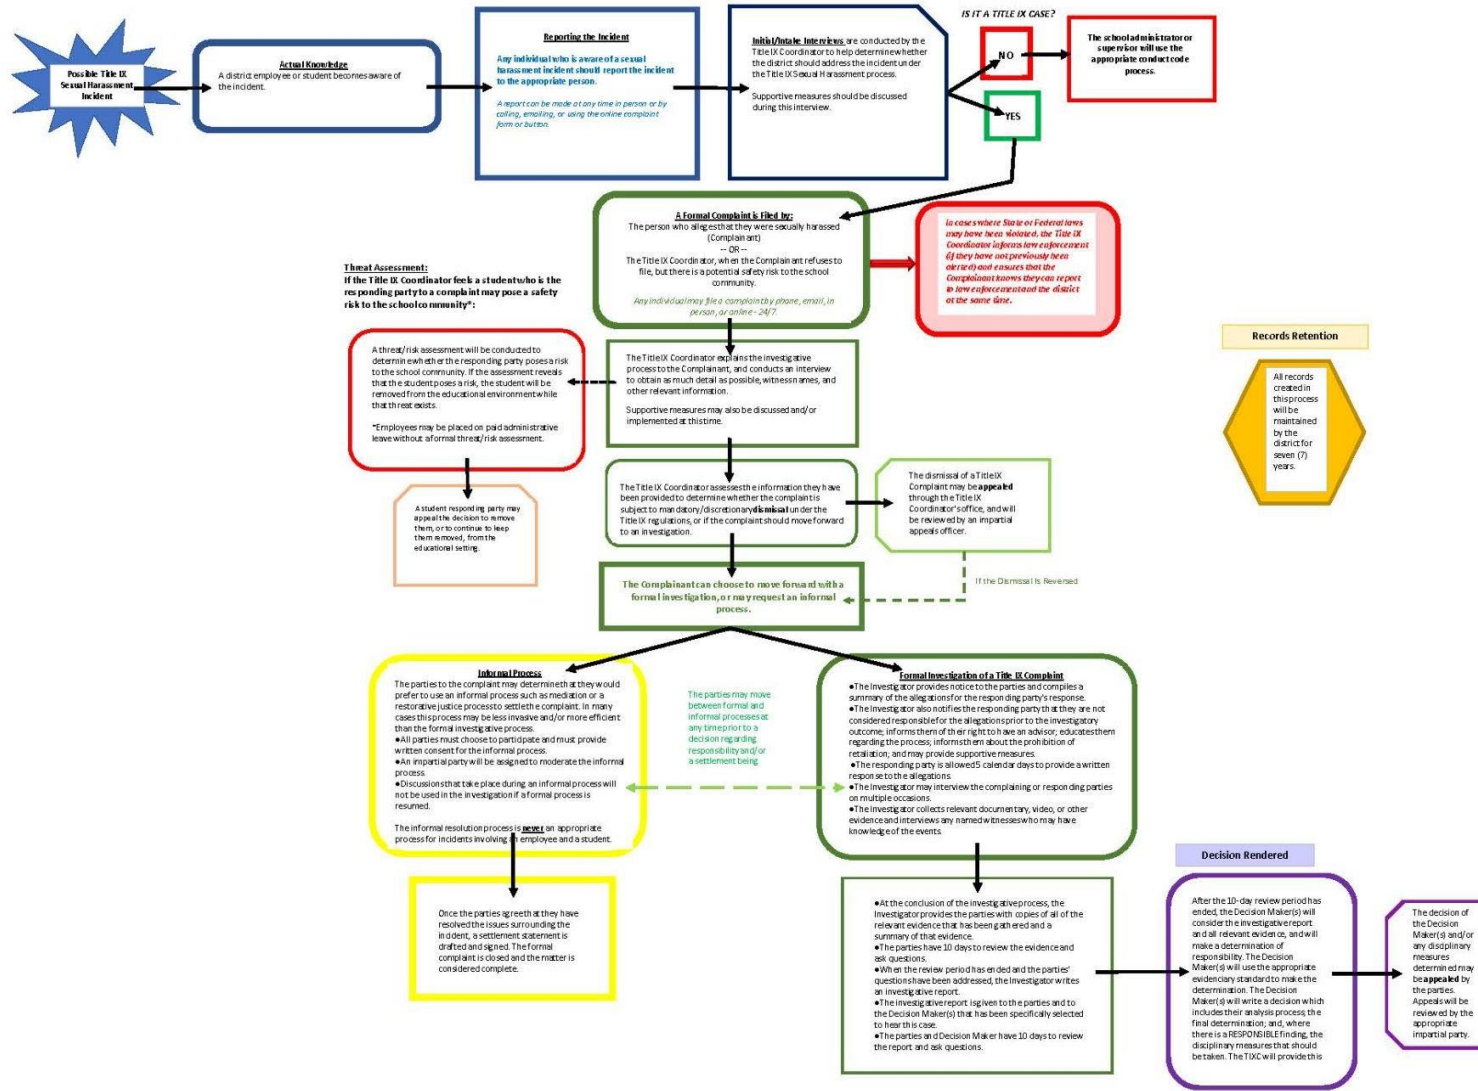 Possible Title IX
Sexual Harassment
Incident
Actual Knowledge
A district employee or student becomes aware of
the incident.
Reporting the Incident
Any individual who is aware of a sexual
harassment incident should report the incident
to the appropriate person.
A report can be made at any time in person or by
calling, emailing, or using the online complaint
form or button.
Initial/Intake Interviews are conducted by the
Title IX Coordinator to help determine whether
the district should address the incident under
the Title IX Sexual Harassment process.
Supportive measures should be discussed
during this interview.
IS IT A TITLE IX CASE?
NO
YES
The school administrator or
supervisor will use the
appropriate conduct code
process.
A Formal Complaint is Filed by:
The person who alleges that they were sexually harassed
(Complainant)
-- OR --
The Title IX Coordinator, when the Complainant refuses to
file, but there is a potential safety risk to the school
community.
Any individual may file a complaint by phone, email, in
person, or online - 24/7.
In cases where State or Federal laws
may have been violated, the Title IX
Coordinator informs law enforcement
(if they have not previously been
alerted) and ensures that the
Complainant knows they can report
to law enforcement and the district
at the same time.
Threat Assessment:
If the Title IX Coordinator feels a student who is the
responding party to a complaint may pose a safety
risk to the school community*:
A threat/risk assessment will be conducted to
determine whether the responding party poses a risk
to the school community. If the assessment reveals
that the student poses a risk, the student will be
removed from the educational environment while
that threat exists.
*Employees may be placed on paid administrative
leave without a formal threat/risk assessment.
A student responding party may
appeal the decision to remove
them, or to continue to keep
them removed, from the
educational setting.
The Title IX Coordinator explains the investigative
process to the Complainant, and conducts an interview
to obtain as much detail as possible, witness names, and
other relevant information.
Supportive measures may also be discussed and/or
implemented at this time.
The Title IX Coordinator assesses the information they have
been provided to determine whether the complaint is
subject to mandatory/discretionary dismissal under the
Title IX regulations, or if the complaint should move forward
to an investigation.
The dismissal of a Title IX
Complaint may be appealed
through the Title IX
Coordinator's office, and will
be reviewed by an impartial
appeals officer.
If the Dismissal Is Reversed
Records Retention
All records
created in
this process
will be
maintained
by the
district for
seven (7)
years.
The Complainant can choose to move forward with a
formal investigation, or may request an informal
process.
Informal Process
The parties to the complaint may determine that they would
prefer to use an informal process such as mediation or a
restorative justice process to settle the complaint. In many
cases this process may be less invasive and/or more efficient
than the formal investigative process.
●All parties must choose to participate and must provide
written consent for the informal process.
●An impartial party will be assigned to moderate the informal
process.
●Discussions that take place during an informal process will
not be used in the investigation if a formal process is
resumed.
The informal resolution process is never an appropriate
process for incidents involving an employee and a student.
The parties may move
between formal and
informal processes at
any time prior to a
decision regarding
responsibility and/or
a settlement being
Formal Investigation of a Title IX Complaint
●The Investigator provides notice to the parties and compiles a
summary of the allegations for the responding party's response.
●The Investigator also notifies the responding party that they are not
considered responsible for the allegations prior to the investigatory
outcome; informs them of their right to have an advisor; educates them
regarding the process; informs them about the prohibition of
retaliation; and may provide supportive measures.
●The responding party is allowed 5 calendar days to provide a written
response to the allegations.
●The Investigator may interview the complaining or responding parties
on multiple occasions.
●The Investigator collects relevant documentary, video, or other
evidence and interviews any named witnesses who may have
knowledge of the events.
Once the parties agree that they have
resolved the issues surrounding the
incident, a settlement statement is
drafted and signed. The formal
complaint is closed and the matter is
considered complete.
●At the conclusion of the investigative process, the
Investigator provides the parties with copies of all of the
relevant evidence that has been gathered and a
summary of that evidence.
●The parties have 10 days to review the evidence and
ask questions.
●When the review period has ended and the parties'
questions have been addressed, the Investigator writes
an investigative report.
●The investigative report is given to the parties and to
the Decision Maker(s) that has been specifically selected
to hear this case.
●The parties and Decision Maker have 10 days to review
the report and ask questions.
Decision Rendered
After the 10-day review period has
ended, the Decision Maker(s) will
consider the investigative report
and all relevant evidence, and will
make a determination of
responsibility. The Decision
Maker(s) will use the appropriate
evidenciary standard to make the
determination. The Decision
Maker(s) will write a decision which
includes their analysis process; the
final determination; and, where
there is a RESPONSIBLE finding, the
disciplinary measures that should
be taken. The TIXC will provide this
The decision of
the Decision
Maker(s) and/or
any disciplinary
measures
determined may
be appealed by
the parties.
Appeals will be
reviewed by the
appropriate
impartial party.